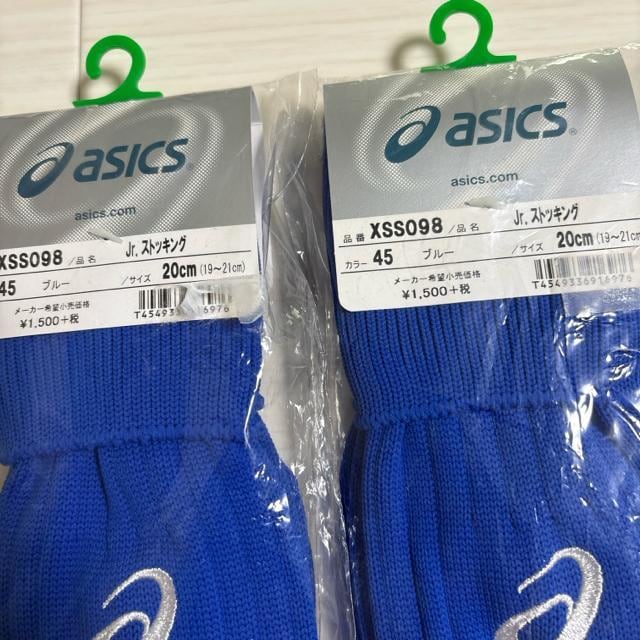 asics
asics.com
XSS098 /品名 Jr.ストッキング
45 ブルー /サイズ 20cm (19～21cm)
メーカー希望小売価格
¥1,500+税
T4549336916976
asics
asics.com
品番 XSS098 /品名 Jr.ストッキング
カラー 45 ブルー /サイズ 20cm (19～21cm)
メーカー希望小売価格
¥1,500+税
T4549336916976